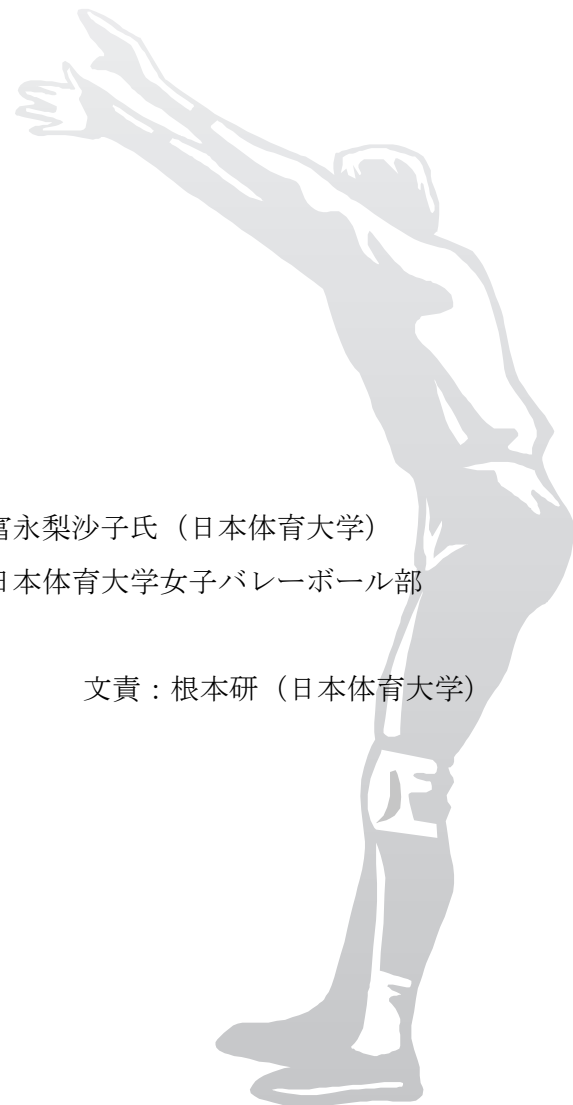 富永梨沙子氏（日本体育大学）
日本体育大学女子バレーボール部
文責：根本研（日本体育大学）